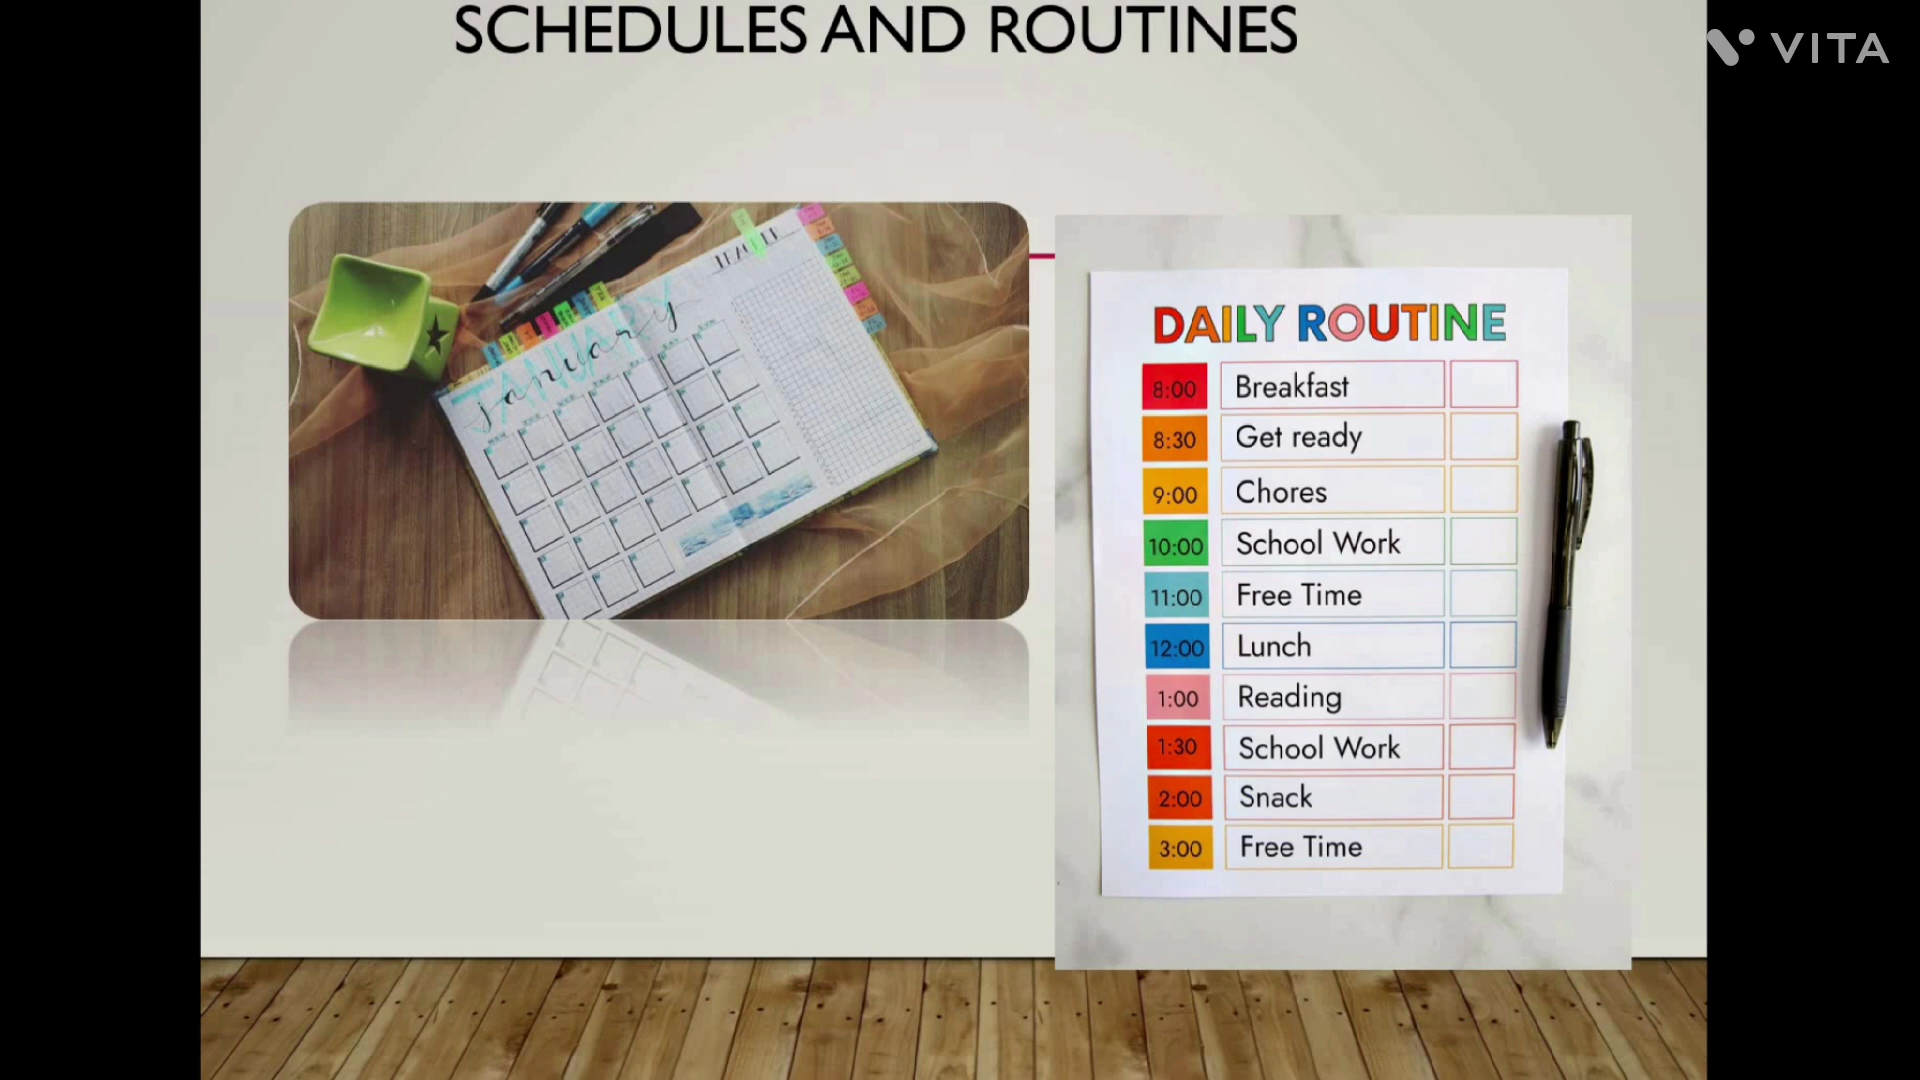 SCHEDULES AND ROUTINES
VITA
TRACKER
JANUARY
january
DAILY ROUTINE
8:00 Breakfast
8:30 Get ready
9:00 Chores
10:00 School Work
11:00 Free Time
12:00 Lunch
1:00 Reading
1:30 School Work
2:00 Snack
3:00 Free Time